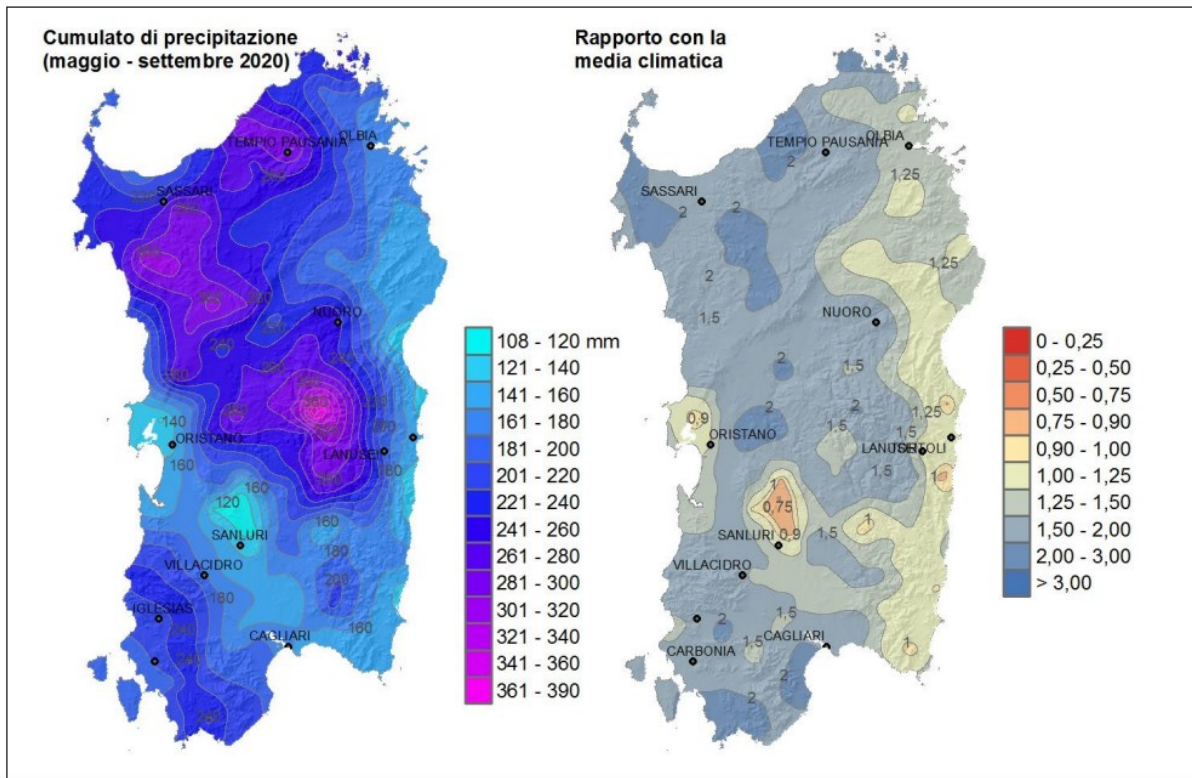 Cumulato di precipitazione
(maggio - settembre 2020)
TEMPIO PAUSANIA
OLBIA
SASSARI
NUORO
ORISTANO
LANUSEI
SANLURI
VILLACIDRO
IGLESIAS
CAGLIARI
140
160
160
120
160
180
180
200
180
160
240
240
108 - 120 mm
121 - 140
141 - 160
161 - 180
181 - 200
201 - 220
221 - 240
241 - 260
261 - 280
281 - 300
301 - 320
321 - 340
341 - 360
361 - 390
Rapporto con la
media climatica
TEMPIO PAUSANIA
OLBIA
2
1,25
SASSARI
2
2
2
1,25
1,5
NUORO
2
1,5
0,9
2
2
1,25
ORISTANO
1,5
1,5
LANUSEI
TORTOLI
1,5
1
1
0,75
1
SANLURI
0,9
1,5
VILLACIDRO
2
1,5
CAGLIARI
1,5
1
CARBONIA
2
2
0 - 0,25
0,25 - 0,50
0,50 - 0,75
0,75 - 0,90
0,90 - 1,00
1,00 - 1,25
1,25 - 1,50
1,50 - 2,00
2,00 - 3,00
> 3,00